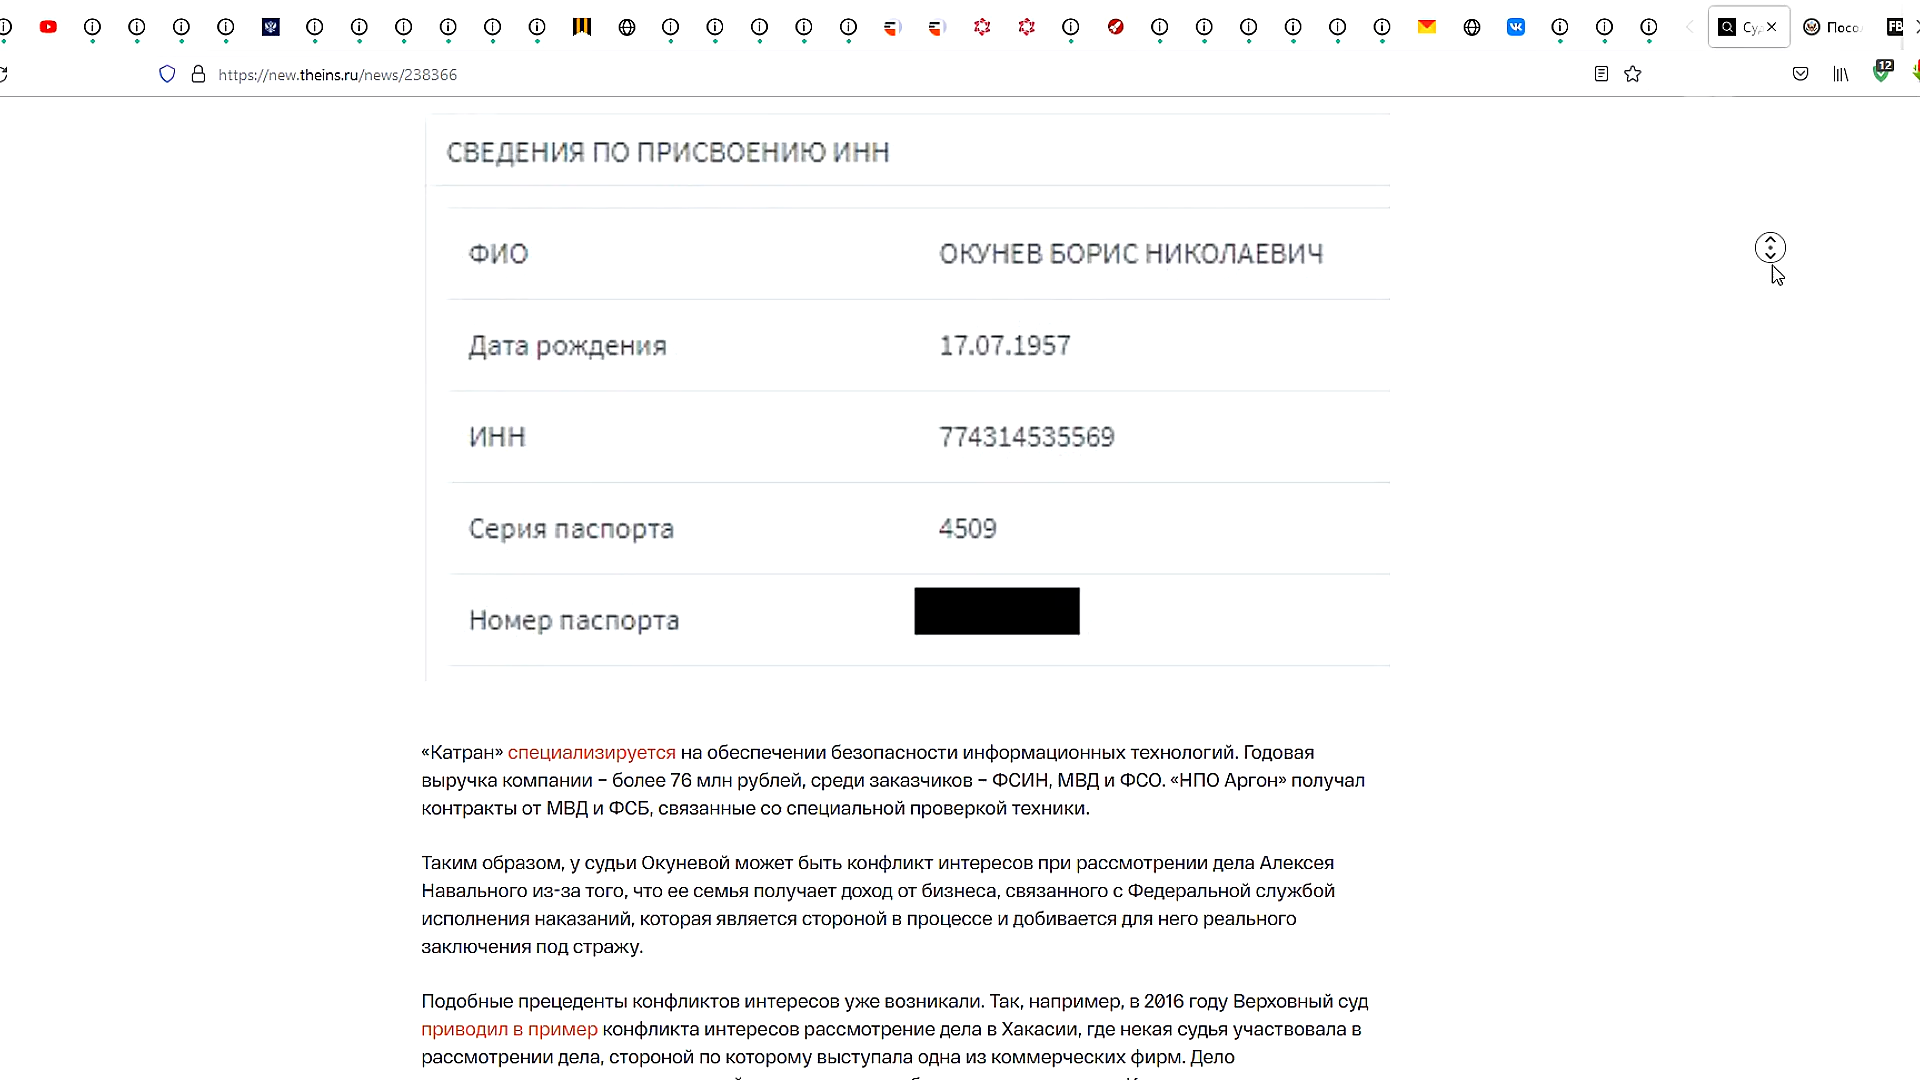 Су
Посо
FB
https://new.theins.ru/news/238366
12
СВЕДЕНИЯ ПО ПРИСВОЕНИЮ ИНН
ФИО ОКУНЕВ БОРИС НИКОЛАЕВИЧ
Дата рождения 17.07.1957
ИНН 774314535569
Серия паспорта 4509
Номер паспорта
«Катран» специализируется на обеспечении безопасности информационных технологий. Годовая
выручка компании – более 76 млн рублей, среди заказчиков – ФСИН, МВД и ФСО. «НПО Аргон» получал
контракты от МВД и ФСБ, связанные со специальной проверкой техники.
Таким образом, у судьи Окуневой может быть конфликт интересов при рассмотрении дела Алексея
Навального из-за того, что ее семья получает доход от бизнеса, связанного с Федеральной службой
исполнения наказаний, которая является стороной в процессе и добивается для него реального
заключения под стражу.
Подобные прецеденты конфликтов интересов уже возникали. Так, например, в 2016 году Верховный суд
приводил в пример конфликта интересов рассмотрение дела в Хакасии, где некая судья участвовала в
рассмотрении дела, стороной по которому выступала одна из коммерческих фирм. Дело